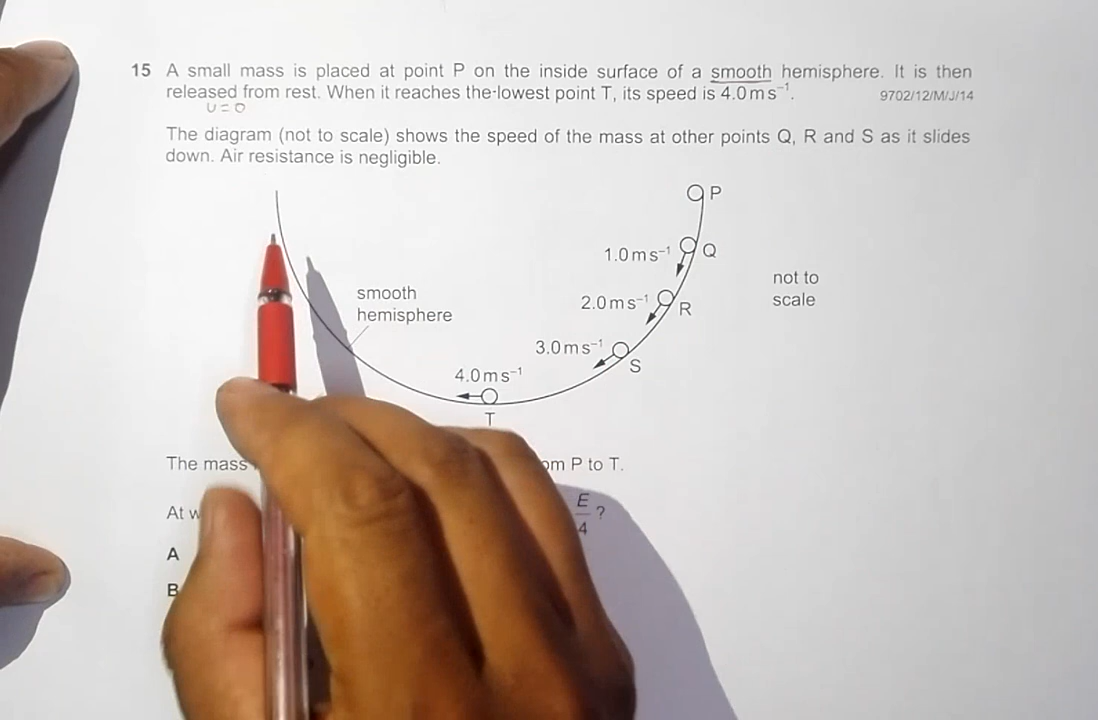 15 A small mass is placed at point P on the inside surface of a smooth hemisphere. It is then
released from rest. When it reaches the lowest point T, its speed is 4.0 m s⁻¹.
9702/12/M/J/14
u = 0
The diagram (not to scale) shows the speed of the mass at other points Q, R and S as it slides
down. Air resistance is negligible.
P
1.0 m s⁻¹ Q
not to
scale
2.0 m s⁻¹ R
smooth
hemisphere
3.0 m s⁻¹ S
4.0 m s⁻¹
T
The mass P to T.
At E/4 ?
A
B